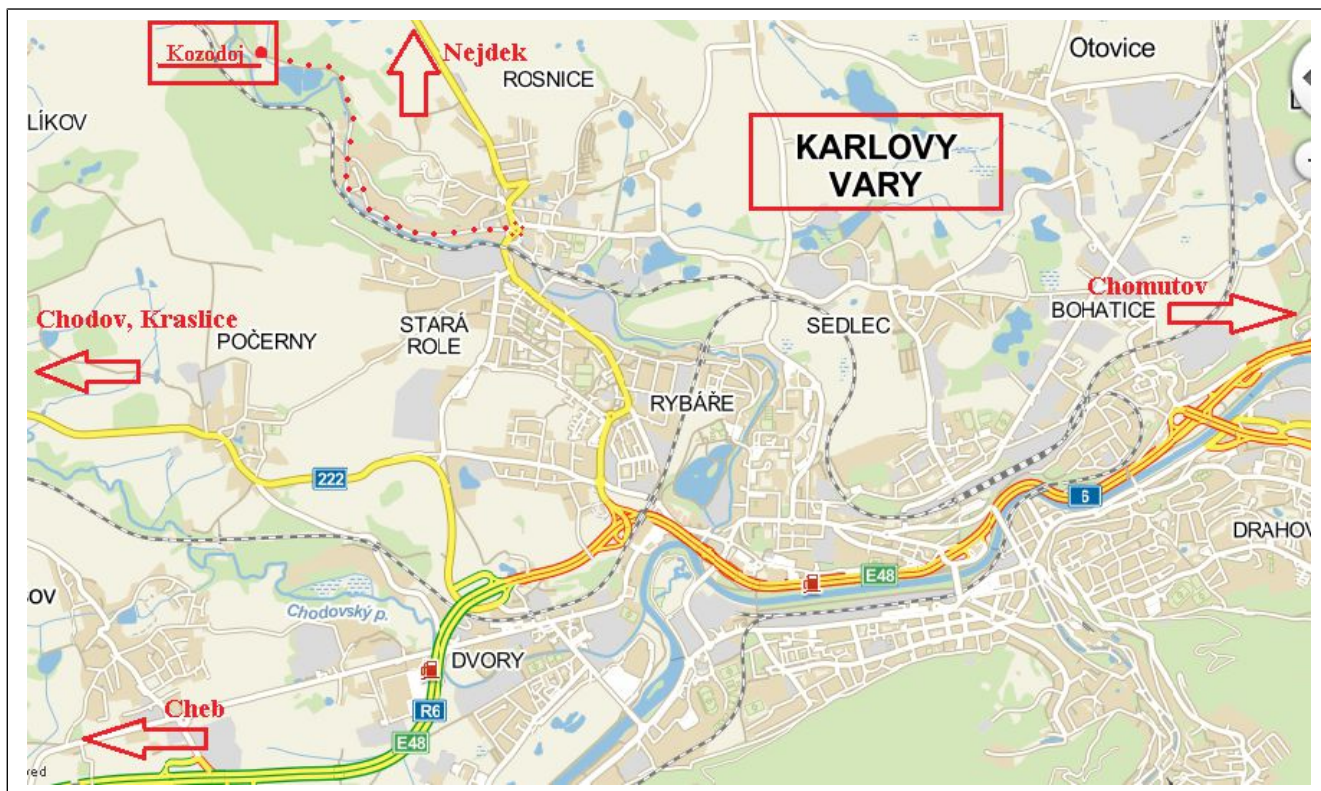 Kozodoj
Nejdek
ROSNICE
Otovice
LÍKOV
KARLOVY
VARY
Chomutov
BOHATICE
Chodov, Kraslice
POČERNY
STARÁ
ROLE
SEDLEC
RYBÁŘE
222
6
DRAHOV
E48
OV
Chodovský p.
DVORY
R6
Cheb
E48
red